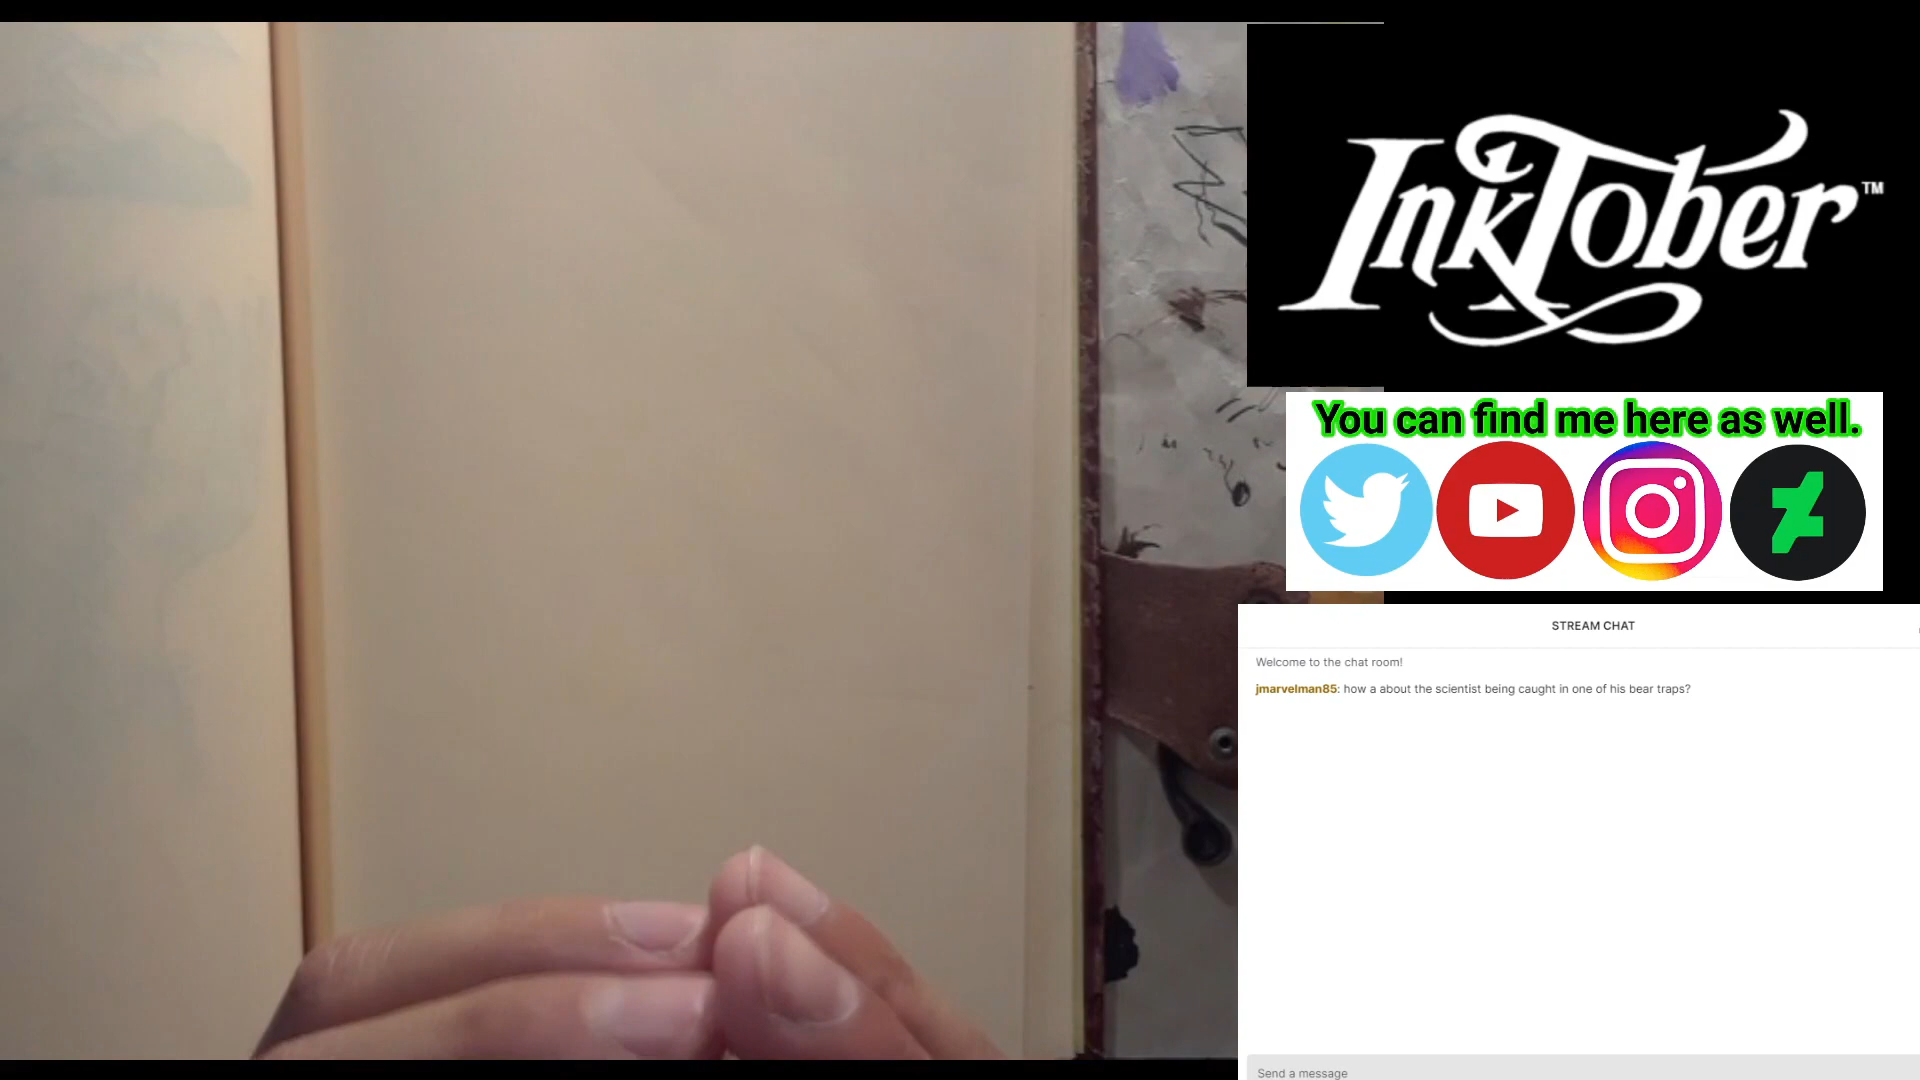 InkTober™
You can find me here as well.
STREAM CHAT
Welcome to the chat room!
jmarvelman85: how a about the scientist being caught in one of his bear traps?
Send a message